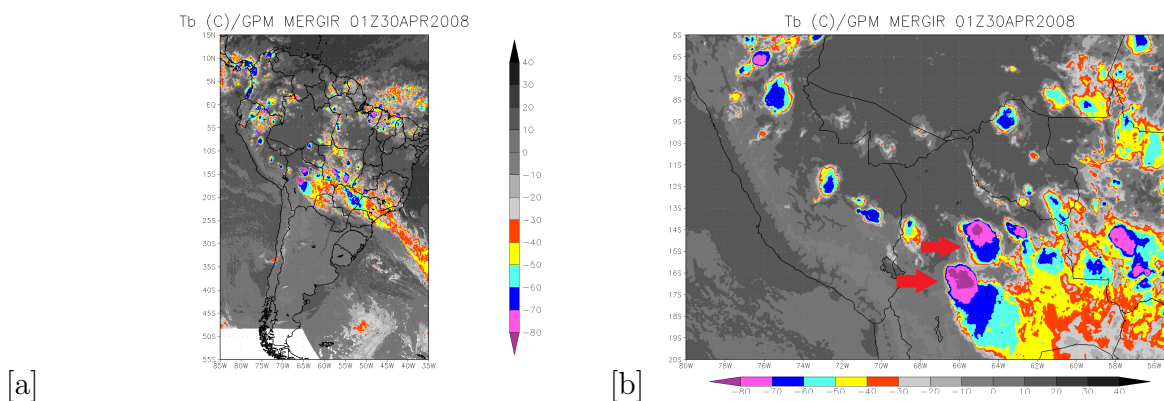 Tb (C)/GPM MERGIR 01Z30APR2008
15N
10N
5N
EQ
5S
10S
15S
20S
25S
30S
35S
40S
45S
50S
55S
85W 80W 75W 70W 65W 60W 55W 50W 45W 40W 35W
40
30
20
10
0
-10
-20
-30
-40
-50
-60
-70
-80
[a]
Tb (C)/GPM MERGIR 01Z30APR2008
5S
6S
7S
8S
9S
10S
11S
12S
13S
14S
15S
16S
17S
18S
19S
20S
80W 78W 76W 74W 72W 70W 68W 66W 64W 62W 60W 58W 56W
-80 -70 -60 -50 -40 -30 -20 -10 0 10 20 30 40
[b]